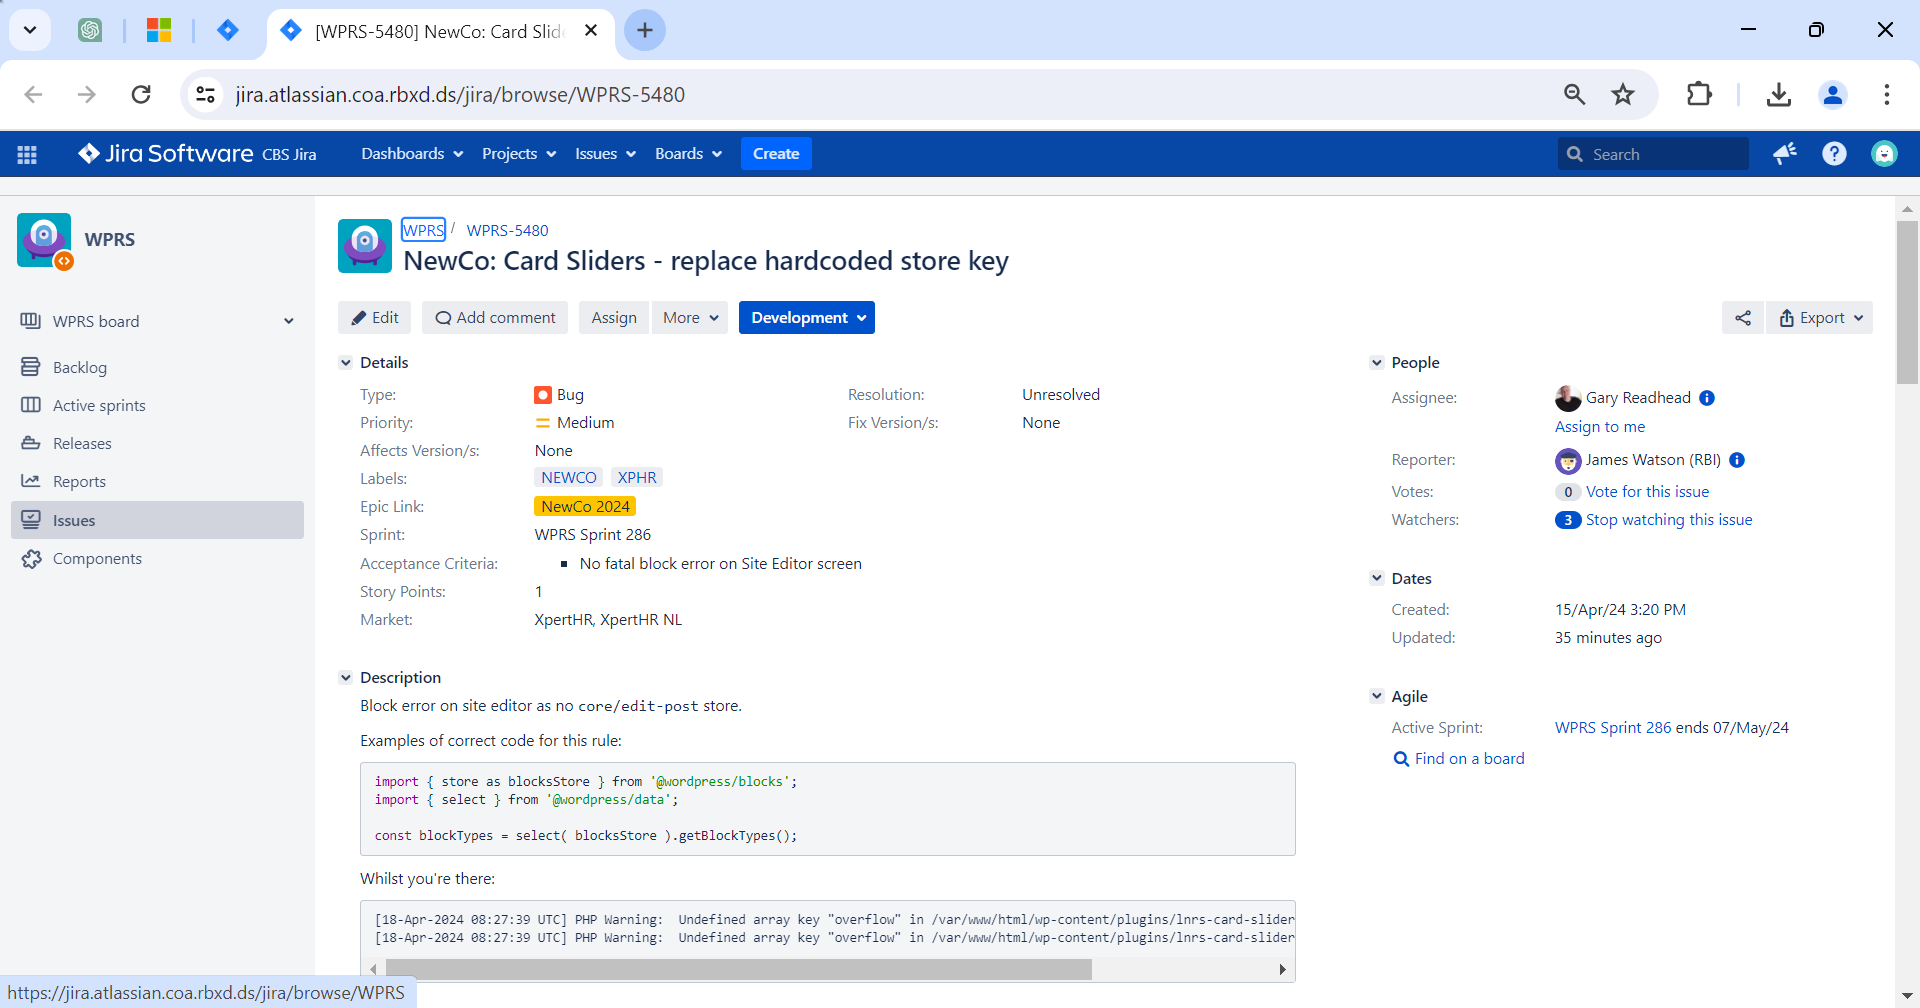 [WPRS-5480] NewCo: Card Slid
jira.atlassian.coa.rbxd.ds/jira/browse/WPRS-5480
Jira Software CBS Jira Dashboards Projects Issues Boards Create Search
WPRS
WPRS board
Backlog
Active sprints
Releases
Reports
Issues
Components
WPRS / WPRS-5480
NewCo: Card Sliders - replace hardcoded store key
Edit Add comment Assign More Development Export
Details
Type: Bug Resolution: Unresolved
Priority: Medium Fix Version/s: None
Affects Version/s: None
Labels: NEWCO XPHR
Epic Link: NewCo 2024
Sprint: WPRS Sprint 286
Acceptance Criteria: ▪ No fatal block error on Site Editor screen
Story Points: 1
Market: XpertHR, XpertHR NL
Description
Block error on site editor as no core/edit-post store.
Examples of correct code for this rule:
import { store as blocksStore } from '@wordpress/blocks';
import { select } from '@wordpress/data';
const blockTypes = select( blocksStore ).getBlockTypes();
Whilst you're there:
[18-Apr-2024 08:27:39 UTC] PHP Warning:  Undefined array key "overflow" in /var/www/html/wp-content/plugins/lnrs-card-slider
[18-Apr-2024 08:27:39 UTC] PHP Warning:  Undefined array key "overflow" in /var/www/html/wp-content/plugins/lnrs-card-slider
People
Assignee: Gary Readhead
Assign to me
Reporter: James Watson (RBI)
Votes: 0 Vote for this issue
Watchers: 3 Stop watching this issue
Dates
Created: 15/Apr/24 3:20 PM
Updated: 35 minutes ago
Agile
Active Sprint: WPRS Sprint 286 ends 07/May/24
Find on a board
https://jira.atlassian.coa.rbxd.ds/jira/browse/WPRS